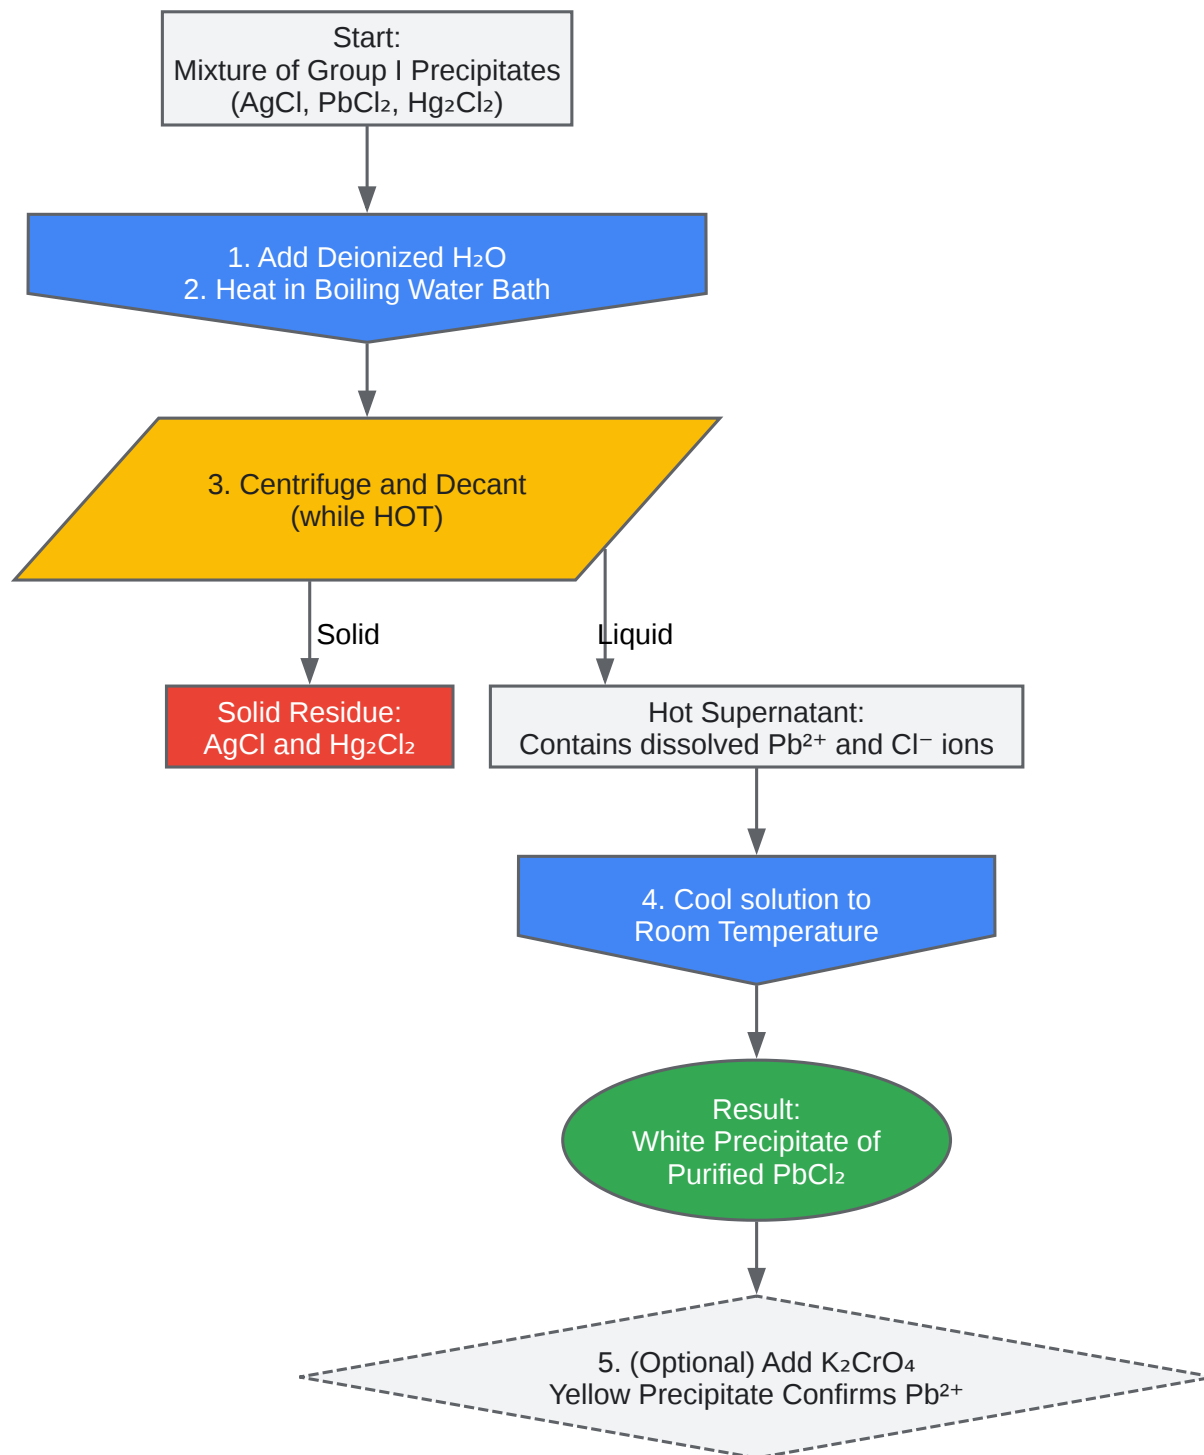 Start:
Mixture of Group I Precipitates
(AgCl, PbCl₂, Hg₂Cl₂)
1. Add Deionized H₂O
2. Heat in Boiling Water Bath
3. Centrifuge and Decant
(while HOT)
Solid
Liquid
Solid Residue:
AgCl and Hg₂Cl₂
Hot Supernatant:
Contains dissolved Pb²⁺ and Cl⁻ ions
4. Cool solution to
Room Temperature
Result:
White Precipitate of
Purified PbCl₂
5. (Optional) Add K₂CrO₄
Yellow Precipitate Confirms Pb²⁺